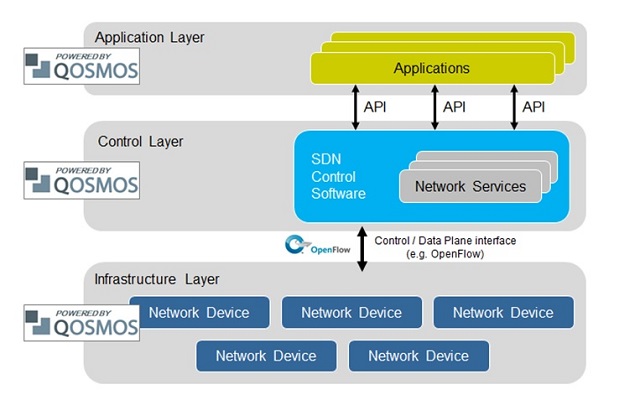 Application Layer
POWERED BY
QOSMOS
Applications
API
API
API
Control Layer
POWERED BY
QOSMOS
SDN
Control
Software
Network Services
OpenFlow
Control / Data Plane interface
(e.g. OpenFlow)
Infrastructure Layer
POWERED BY
QOSMOS
Network Device
Network Device
Network Device
Network Device
Network Device